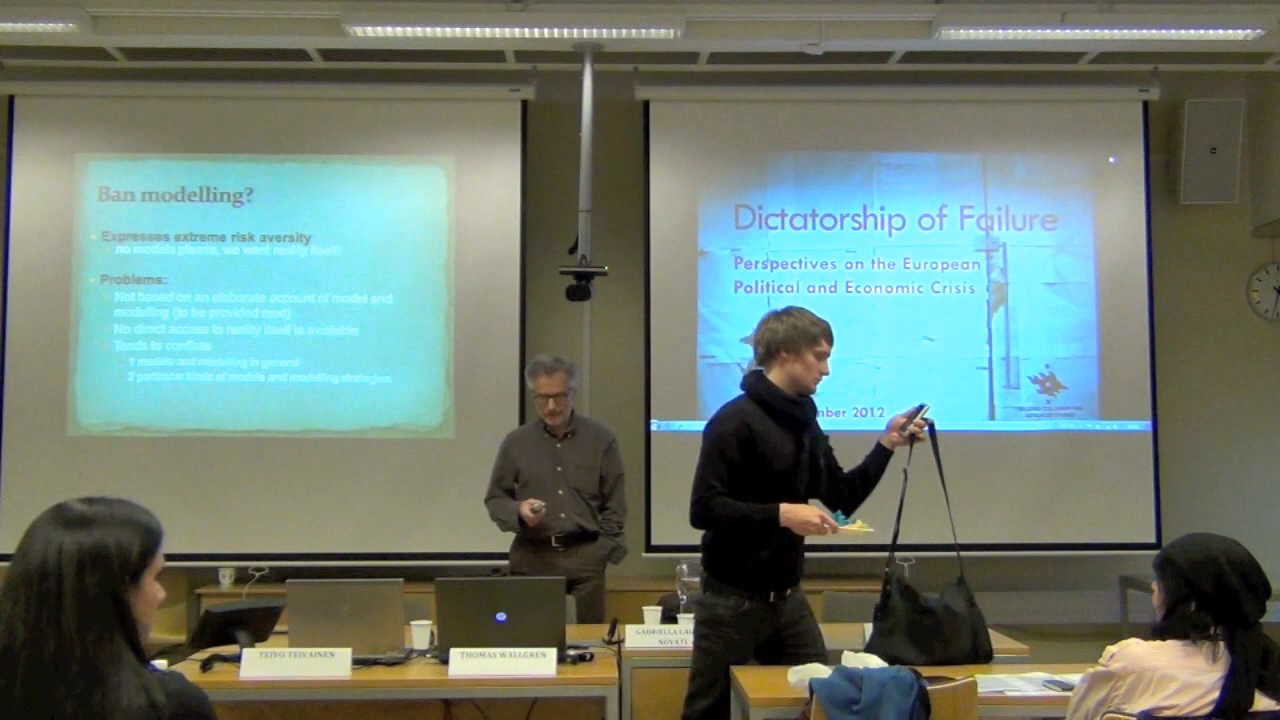 Ban modelling?
Expresses extreme risk aversity
no models please, we want reality itself!
Problems:
Not based on an elaborate account of model and
modelling (to be provided next)
No direct access to reality itself is available
Tends to conflate
1 models and modelling in general
2 particular kinds of models and modelling strategies
Dictatorship of Failure
Perspectives on the European
Political and Economic Crisis
2012
TEIVO TEIVAINEN
THOMAS WALLGREN
GABRIELLA